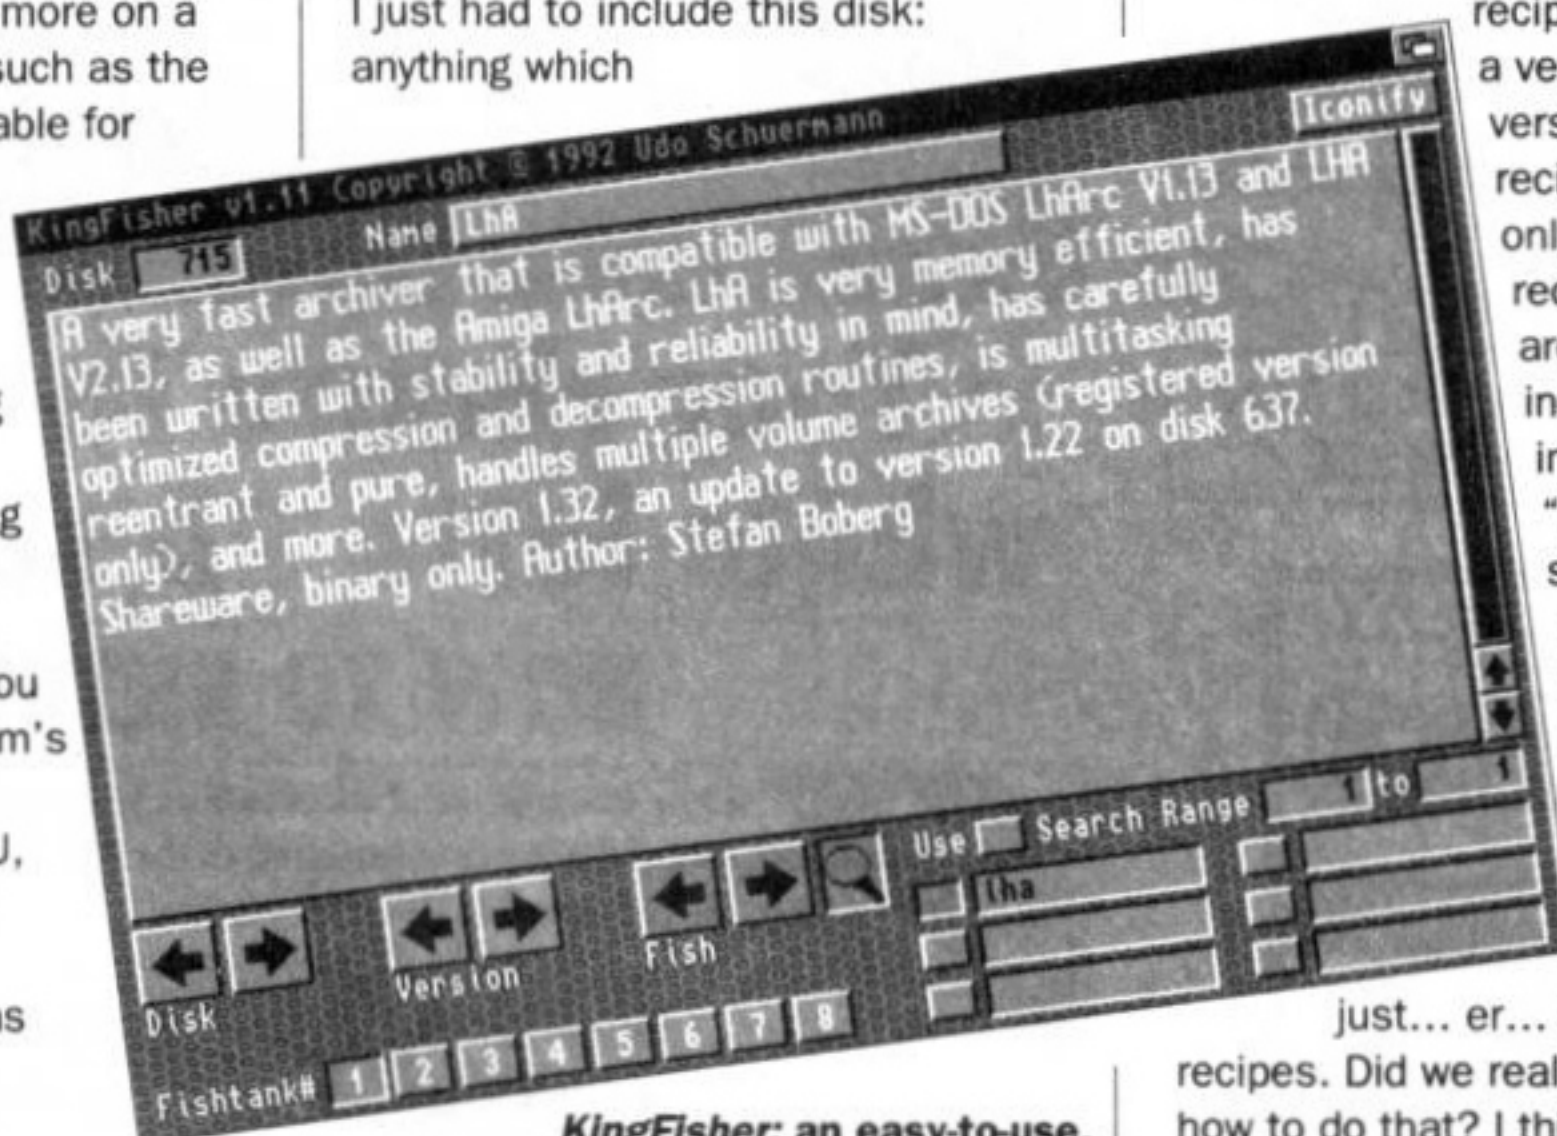 more on a
such as the
able for
I just had to include this disk:
anything which
KingFisher v1.11 Copyright © 1992 Udo Schuermann
Iconify
Disk 715 Name LhA
A very fast archiver that is compatible with MS-DOS LhArc V1.13 and LHA
V2.13, as well as the Amiga LhArc. LhA is very memory efficient, has
been written with stability and reliability in mind, has carefully
optimized compression and decompression routines, is multitasking
reentrant and pure, handles multiple volume archives (registered version
only), and more. Version 1.32, an update to version 1.22 on disk 637.
Shareware, binary only. Author: Stefan Boberg
Use Search Range 1 to 1
lha
Disk
Version
Fish
Fishtank# 1 2 3 4 5 6 7 8
KingFisher: an easy-to-use,
a ve
vers
just... er...
recipes. Did we real
how to do that? I th